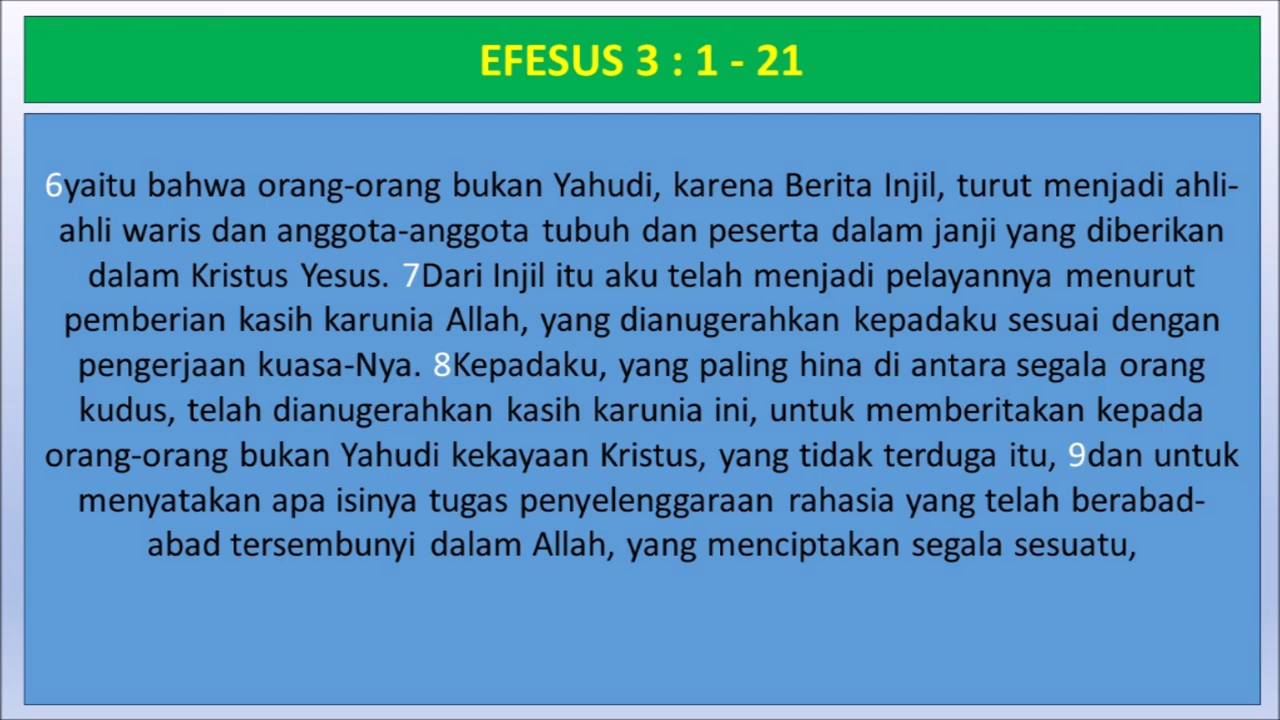 EFESUS 3 : 1 - 21
6yaitu bahwa orang-orang bukan Yahudi, karena Berita Injil, turut menjadi ahli-
ahli waris dan anggota-anggota tubuh dan peserta dalam janji yang diberikan
dalam Kristus Yesus. 7Dari Injil itu aku telah menjadi pelayannya menurut
pemberian kasih karunia Allah, yang dianugerahkan kepadaku sesuai dengan
pengerjaan kuasa-Nya. 8Kepadaku, yang paling hina di antara segala orang
kudus, telah dianugerahkan kasih karunia ini, untuk memberitakan kepada
orang-orang bukan Yahudi kekayaan Kristus, yang tidak terduga itu, 9dan untuk
menyatakan apa isinya tugas penyelenggaraan rahasia yang telah berabad-
abad tersembunyi dalam Allah, yang menciptakan segala sesuatu,